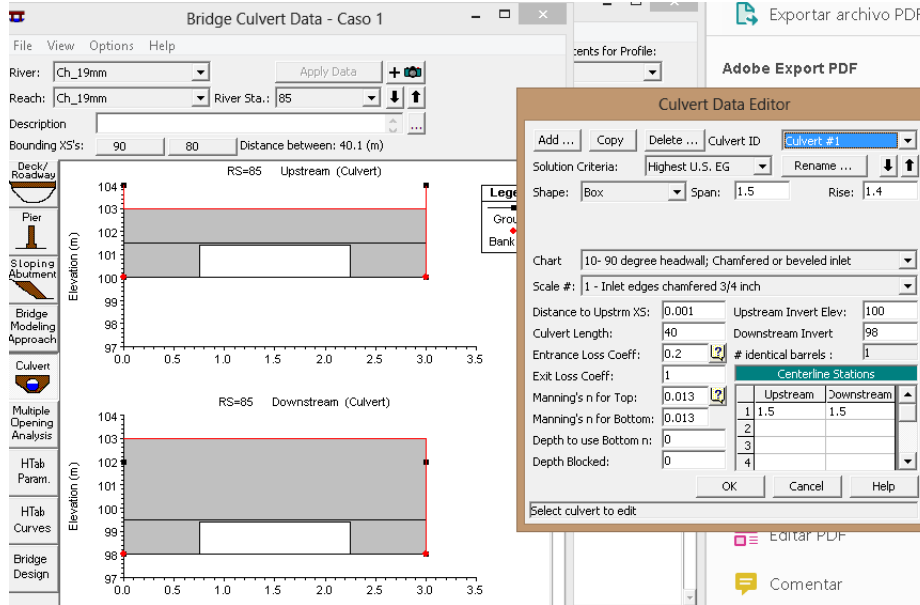 Bridge Culvert Data - Caso 1
File View Options Help
River: Ch_19mm Apply Data +
Reach: Ch_19mm River Sta.: 85
Description ...
Bounding XS's: 90 80 Distance between: 40.1 (m)
Deck/
Roadway
Pier
Sloping
Abutment
Bridge
Modeling
Approach
Culvert
Multiple
Opening
Analysis
HTab
Param.
HTab
Curves
Bridge
Design
RS=85 Upstream (Culvert)
Elevation (m)
104
103
102
101
100
99
98
97
0.0 0.5 1.0 1.5 2.0 2.5 3.0 3.5
RS=85 Downstream (Culvert)
Elevation (m)
104
103
102
101
100
99
98
97
0.0 0.5 1.0 1.5 2.0 2.5 3.0 3.5
Lege
Grou
Bank
cents for Profile:
Exportar archivo PDF
Adobe Export PDF
Culvert Data Editor
Add ... Copy Delete ... Culvert ID Culvert #1
Solution Criteria: Highest U.S. EG Rename ...
Shape: Box Span: 1.5 Rise: 1.4
Chart 10- 90 degree headwall; Chamfered or beveled inlet
Scale #: 1 - Inlet edges chamfered 3/4 inch
Distance to Upstrm XS: 0.001 Upstream Invert Elev: 100
Culvert Length: 40 Downstream Invert 98
Entrance Loss Coeff: 0.2 ? # identical barrels : 1
Exit Loss Coeff: 1 Centerline Stations
Manning's n for Top: 0.013 ? Upstream Downstream
Manning's n for Bottom: 0.013 1 1.5 1.5
Depth to use Bottom n: 0 2
3
Depth Blocked: 0 4
OK Cancel Help
Select culvert to edit
Editar PDF
Comentar